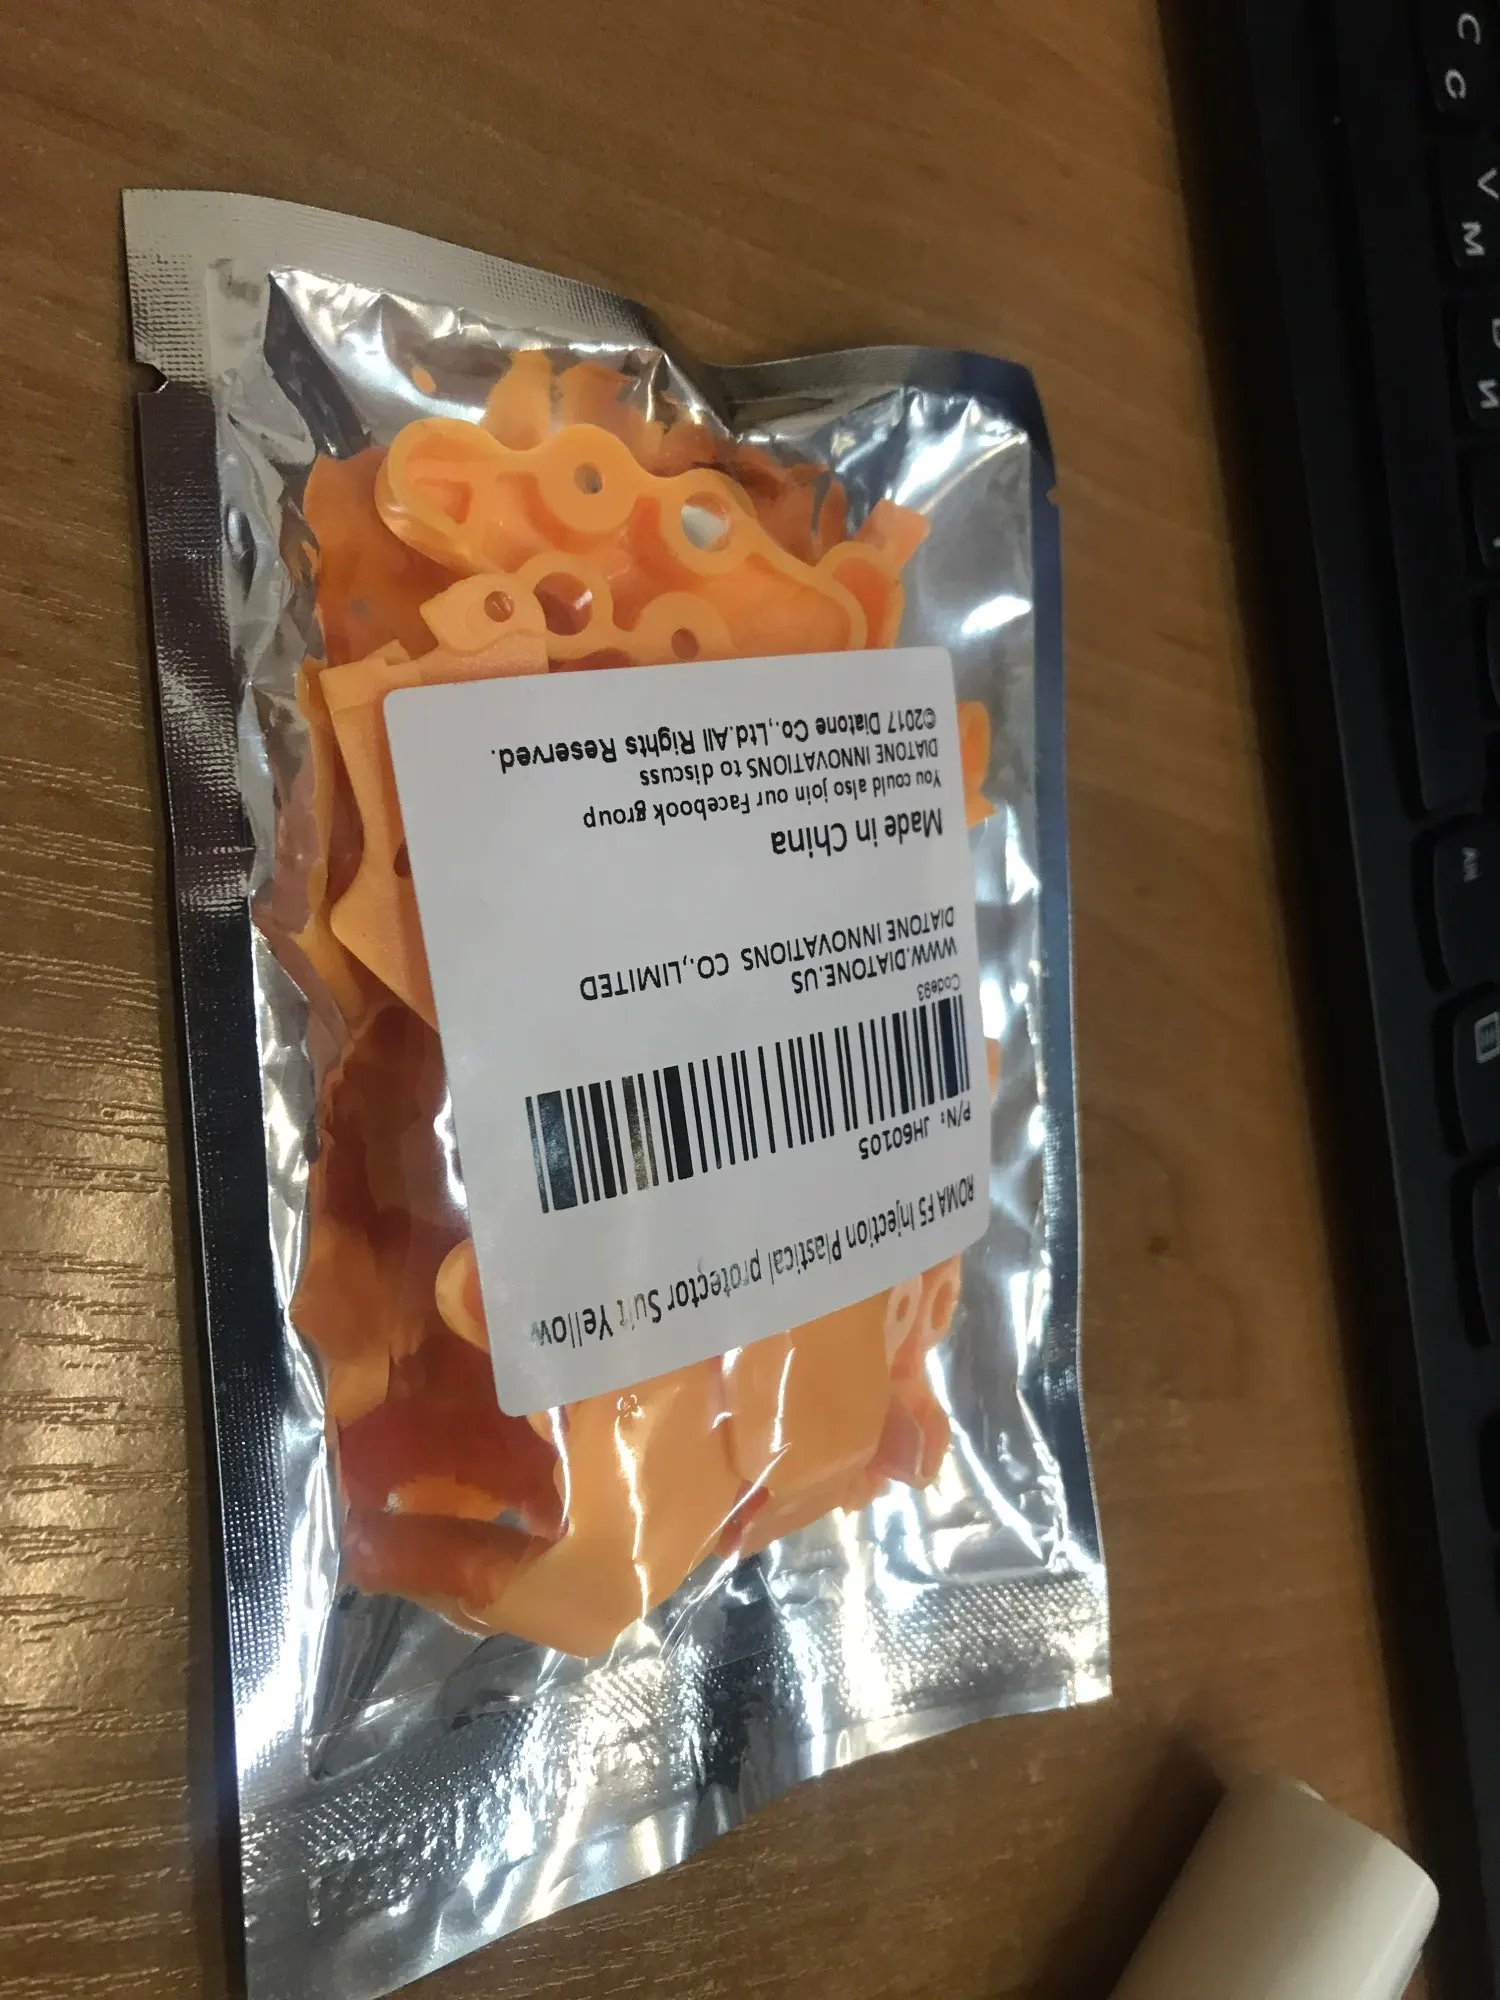 ROMA F5 Injection Plastical protector Suit Yellow
P/N: JH60105
Code93
WWW.DIATONE.US
DIATONE INNOVATIONS CO.,LIMITED
Made in China
You could also join our Facebook group
DIATONE INNOVATIONS to discuss
©2017 Diatone Co.,Ltd.All Rights Reserved.
C С
V М
И
Alt